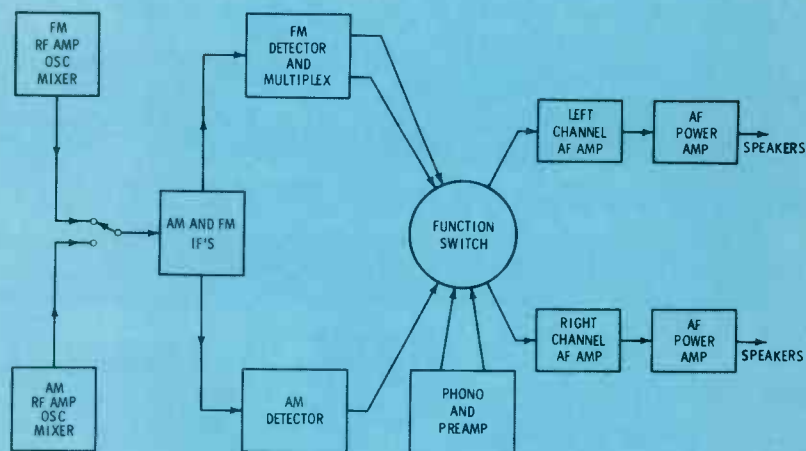 FM
RF AMP
OSC
MIXER
FM
DETECTOR
AND
MULTIPLEX
LEFT
CHANNEL
AF AMP
AF
POWER
AMP
SPEAKERS
AM AND FM
IF'S
FUNCTION
SWITCH
RIGHT
CHANNEL
AF AMP
AF
POWER
AMP
SPEAKERS
AM
RF AMP
OSC
MIXER
AM
DETECTOR
PHONO
AND
PREAMP